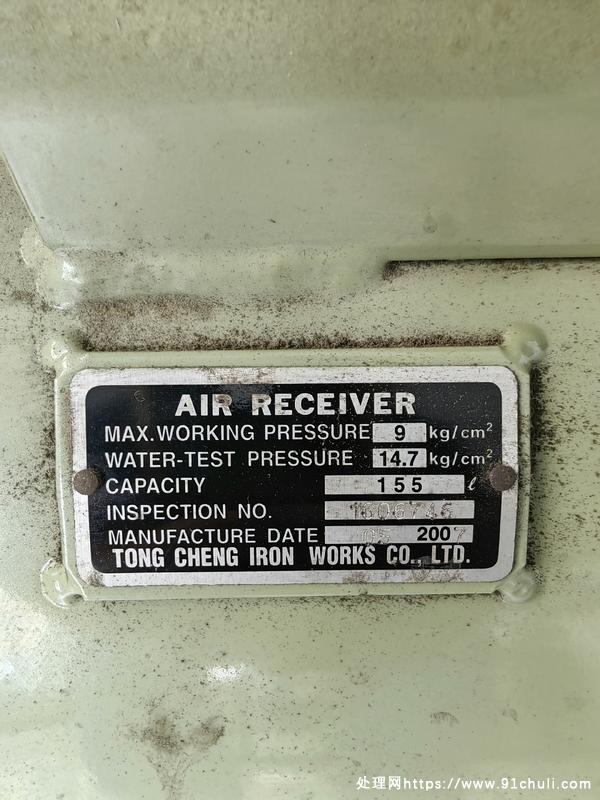 AIR RECEIVER
MAX.WORKING PRESSURE 9 kg/cm²
WATER-TEST PRESSURE 14.7 kg/cm²
CAPACITY 155 ℓ
INSPECTION NO. 1606746
MANUFACTURE DATE 05 2007
TONG CHENG IRON WORKS CO., LTD.
处理网https://www.91chuli.com